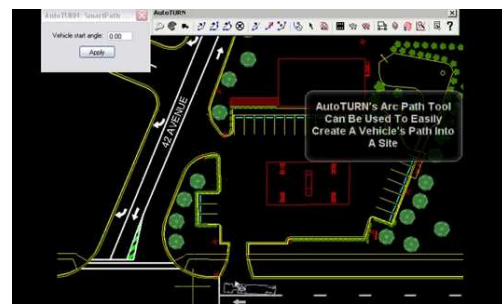 AutoTURN: SmartPath
AutoTURN
Vehicle start angle: 0.00
Apply
42 AVENUE
AutoTURN's Arc Path Tool
Can Be Used To Easily
Create A Vehicle's Path Into
A Site